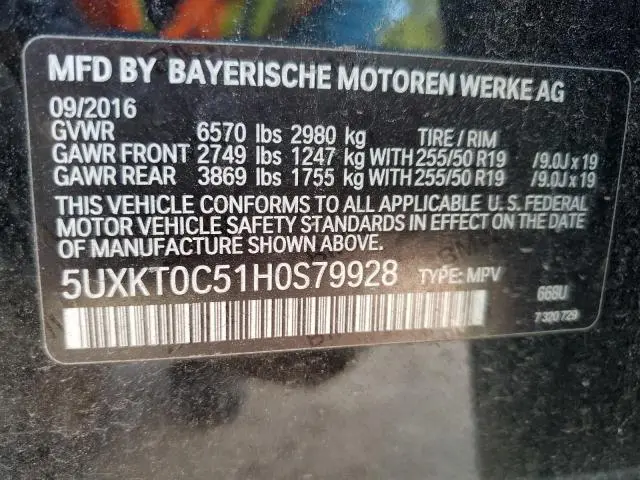 MFD BY BAYERISCHE MOTOREN WERKE AG
09/2016
GVWR 6570 lbs 2980 kg TIRE / RIM
GAWR FRONT 2749 lbs 1247 kg WITH 255/50 R19 /9.0J x 19
GAWR REAR 3869 lbs 1755 kg WITH 255/50 R19 /9.0J x 19
THIS VEHICLE CONFORMS TO ALL APPLICABLE U. S. FEDERAL
MOTOR VEHICLE SAFETY STANDARDS IN EFFECT ON THE DATE
OF MANUFACTURE SHOWN ABOVE.
5UXKT0C51H0S79928 TYPE: MPV 668U
7 320 729